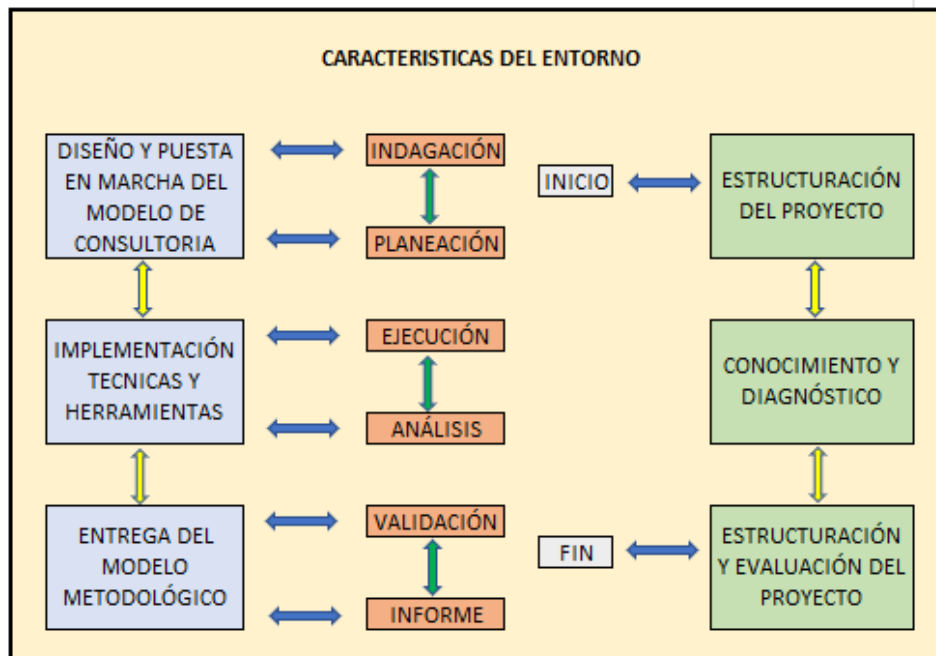 CARACTERISTICAS DEL ENTORNO
DISEÑO Y PUESTA
EN MARCHA DEL
MODELO DE
CONSULTORIA
INDAGACIÓN
PLANEACIÓN
INICIO
ESTRUCTURACIÓN
DEL PROYECTO
IMPLEMENTACIÓN
TECNICAS Y
HERRAMIENTAS
EJECUCIÓN
ANÁLISIS
CONOCIMIENTO Y
DIAGNÓSTICO
ENTREGA DEL
MODELO
METODOLÓGICO
VALIDACIÓN
INFORME
FIN
ESTRUCTURACIÓN
Y EVALUACIÓN DEL
PROYECTO